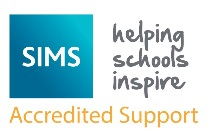 SIMS
helping
schools
inspire
Accredited Support